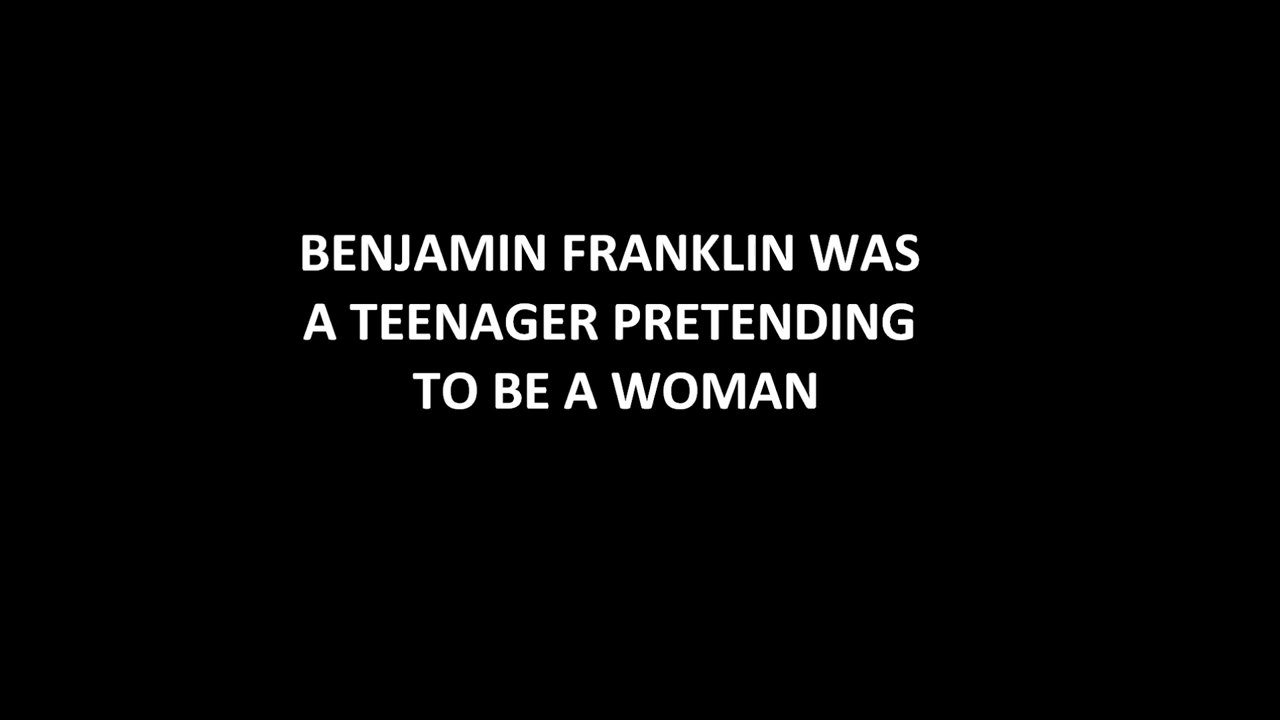 BENJAMIN FRANKLIN WAS
A TEENAGER PRETENDING
TO BE A WOMAN